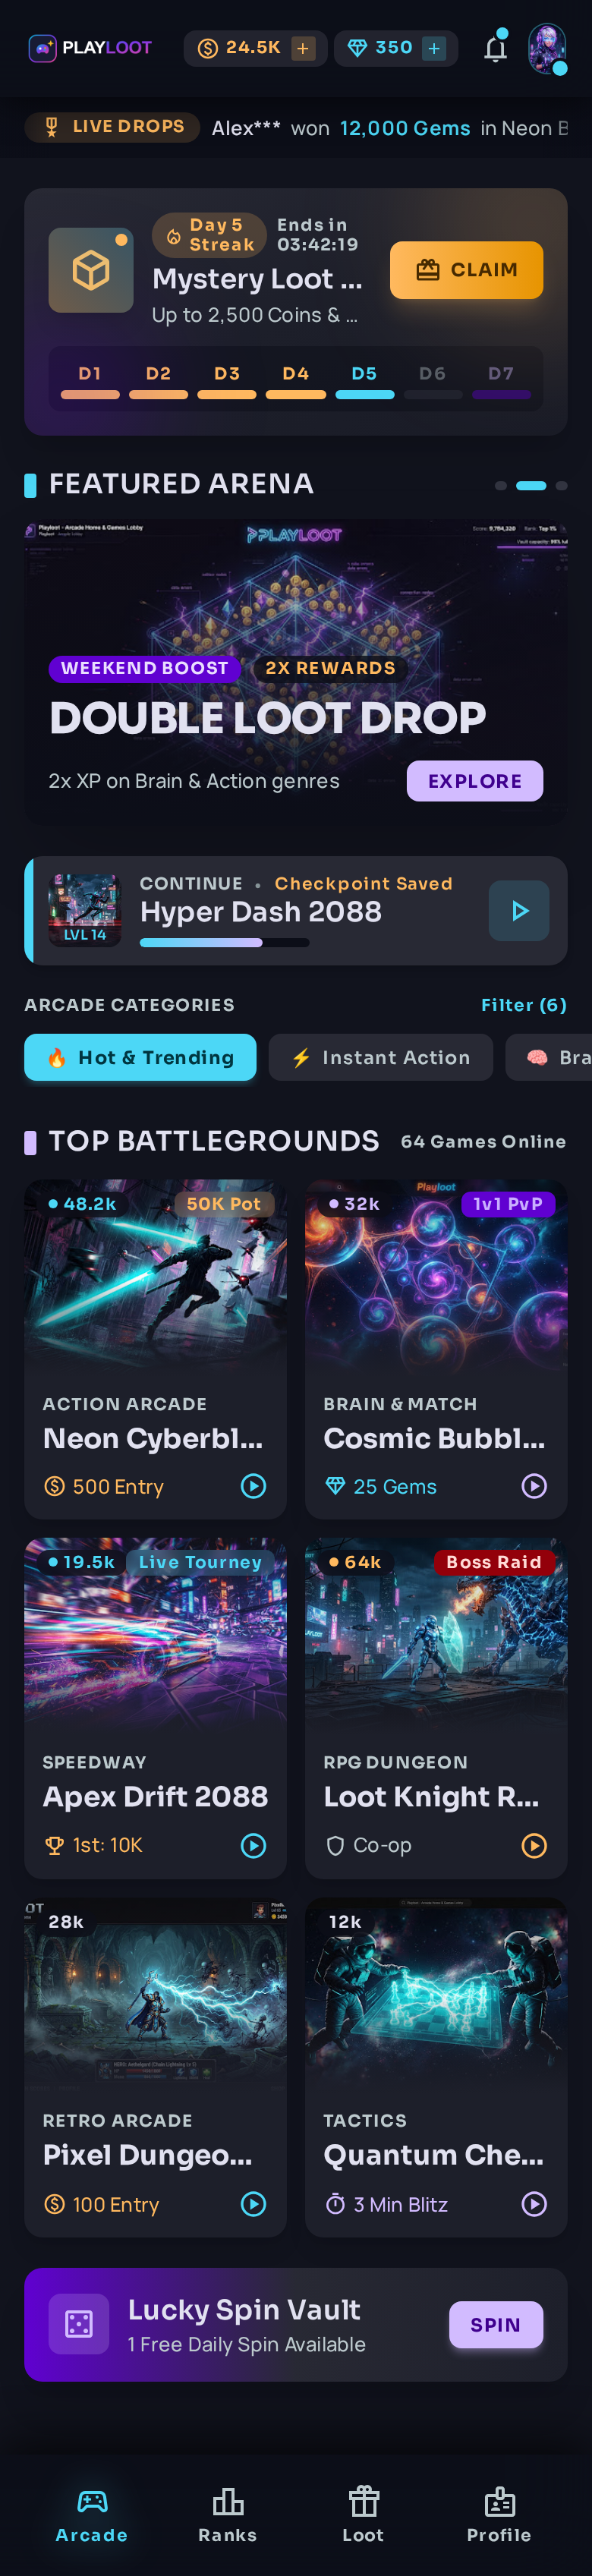 PLAYLOOT
24.5K +
350 +
LIVE DROPS
Alex*** won 12,000 Gems in Neon B
Day 5 Streak
Ends in 03:42:19
Mystery Loot ...
Up to 2,500 Coins & ...
CLAIM
D1 D2 D3 D4 D5 D6 D7
FEATURED ARENA
Playloot - Arcade Home & Games Lobby
PLAYLOOT
WEEKEND BOOST
2X REWARDS
DOUBLE LOOT DROP
2x XP on Brain & Action genres
EXPLORE
LVL 14
CONTINUE • Checkpoint Saved
Hyper Dash 2088
ARCADE CATEGORIES
Filter (6)
Hot & Trending
Instant Action
Bra
TOP BATTLEGROUNDS
64 Games Online
48.2k
50K Pot
ACTION ARCADE
Neon Cyberbl...
500 Entry
Playloot
32k
1v1 PvP
BRAIN & MATCH
Cosmic Bubbl...
25 Gems
19.5k
Live Tourney
SPEEDWAY
Apex Drift 2088
1st: 10K
64k
Boss Raid
RPG DUNGEON
Loot Knight R...
Co-op
OT
28k
RETRO ARCADE
Pixel Dungeo...
100 Entry
12k
TACTICS
Quantum Che...
3 Min Blitz
Lucky Spin Vault
1 Free Daily Spin Available
SPIN
Arcade
Ranks
Loot
Profile